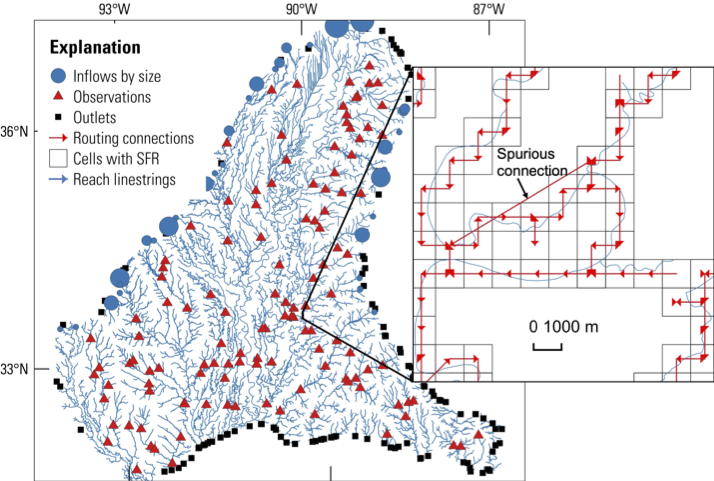 93°W
90°W
87°W
36°N
33°N
Explanation
Inflows by size
Observations
Outlets
Routing connections
Cells with SFR
Reach linestrings
Spurious
connection
0 1000 m